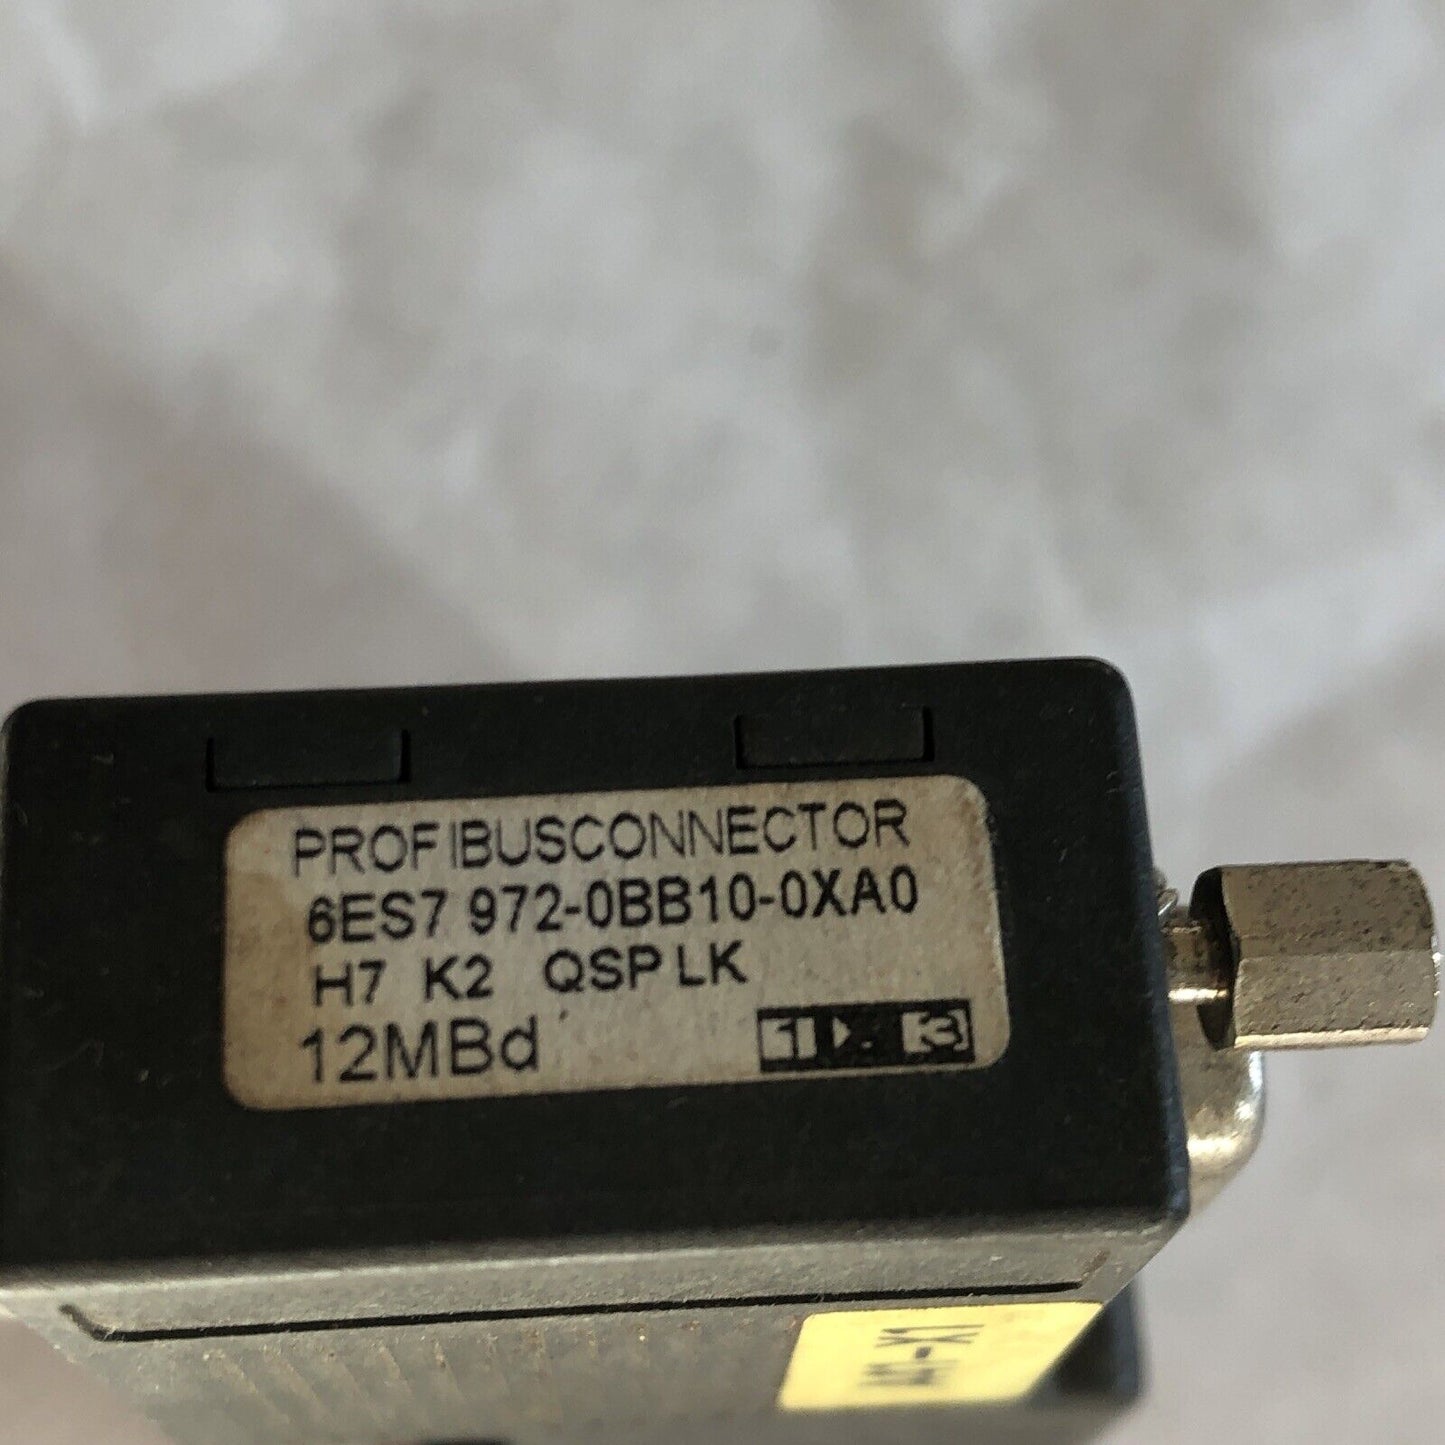 PROFIBUSCONNECTOR
6ES7 972-0BB10-0XA0
H7 K2 QSP LK
12MBd